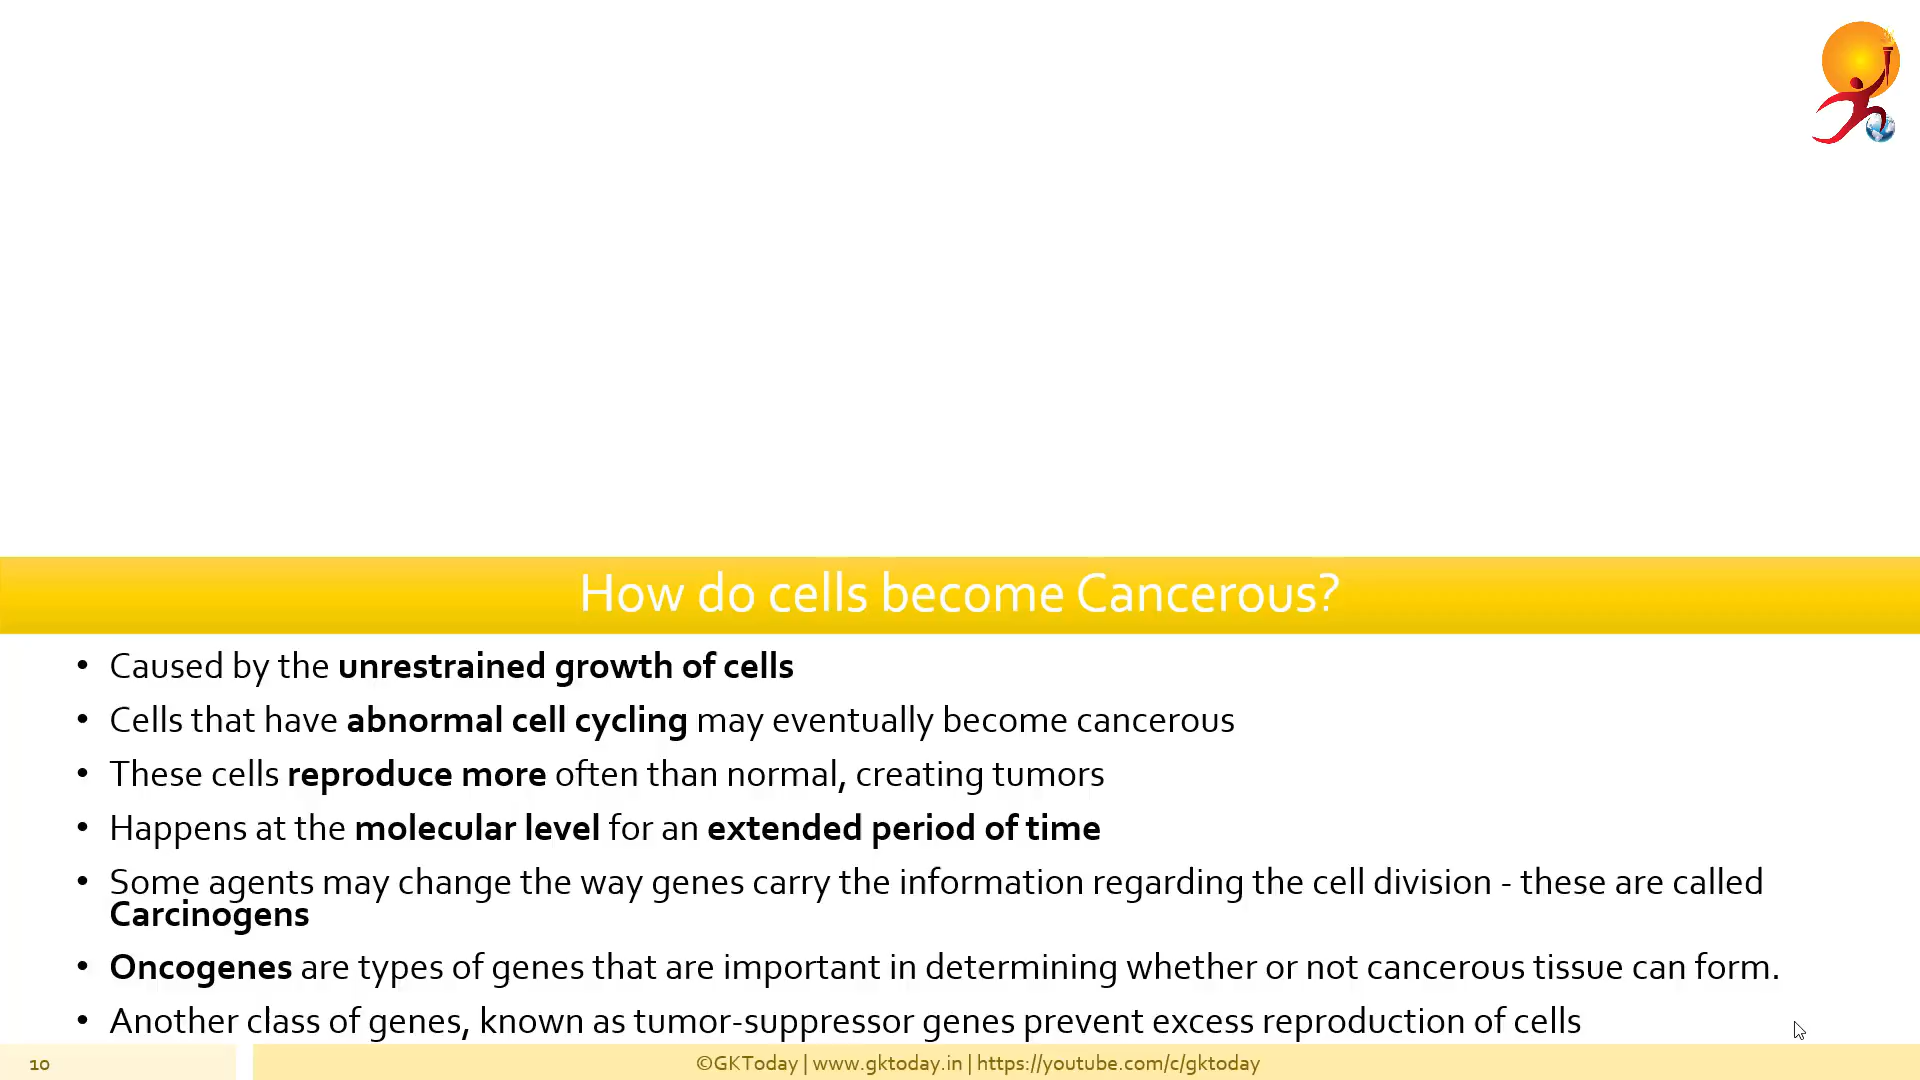 How do cells become Cancerous?
• Caused by the unrestrained growth of cells
• Cells that have abnormal cell cycling may eventually become cancerous
• These cells reproduce more often than normal, creating tumors
• Happens at the molecular level for an extended period of time
• Some agents may change the way genes carry the information regarding the cell division - these are called
Carcinogens
• Oncogenes are types of genes that are important in determining whether or not cancerous tissue can form.
• Another class of genes, known as tumor-suppressor genes prevent excess reproduction of cells
10
©GKToday | www.gktoday.in | https://youtube.com/c/gktoday